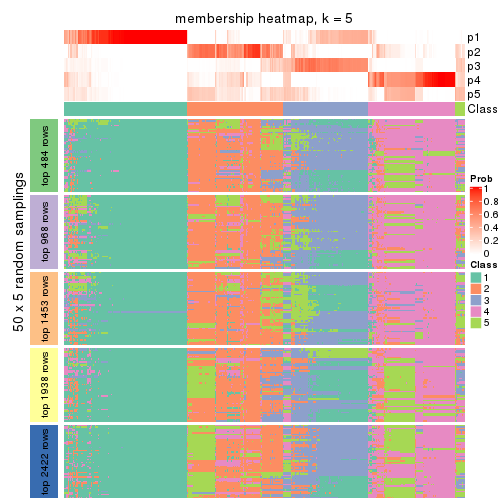 membership heatmap, k = 5
p1
p2
p3
p4
p5
Class
50 x 5 random samplings
top 484 rows
top 968 rows
top 1453 rows
top 1938 rows
top 2422 rows
Prob
1
0.8
0.6
0.4
0.2
0
Class
1
2
3
4
5